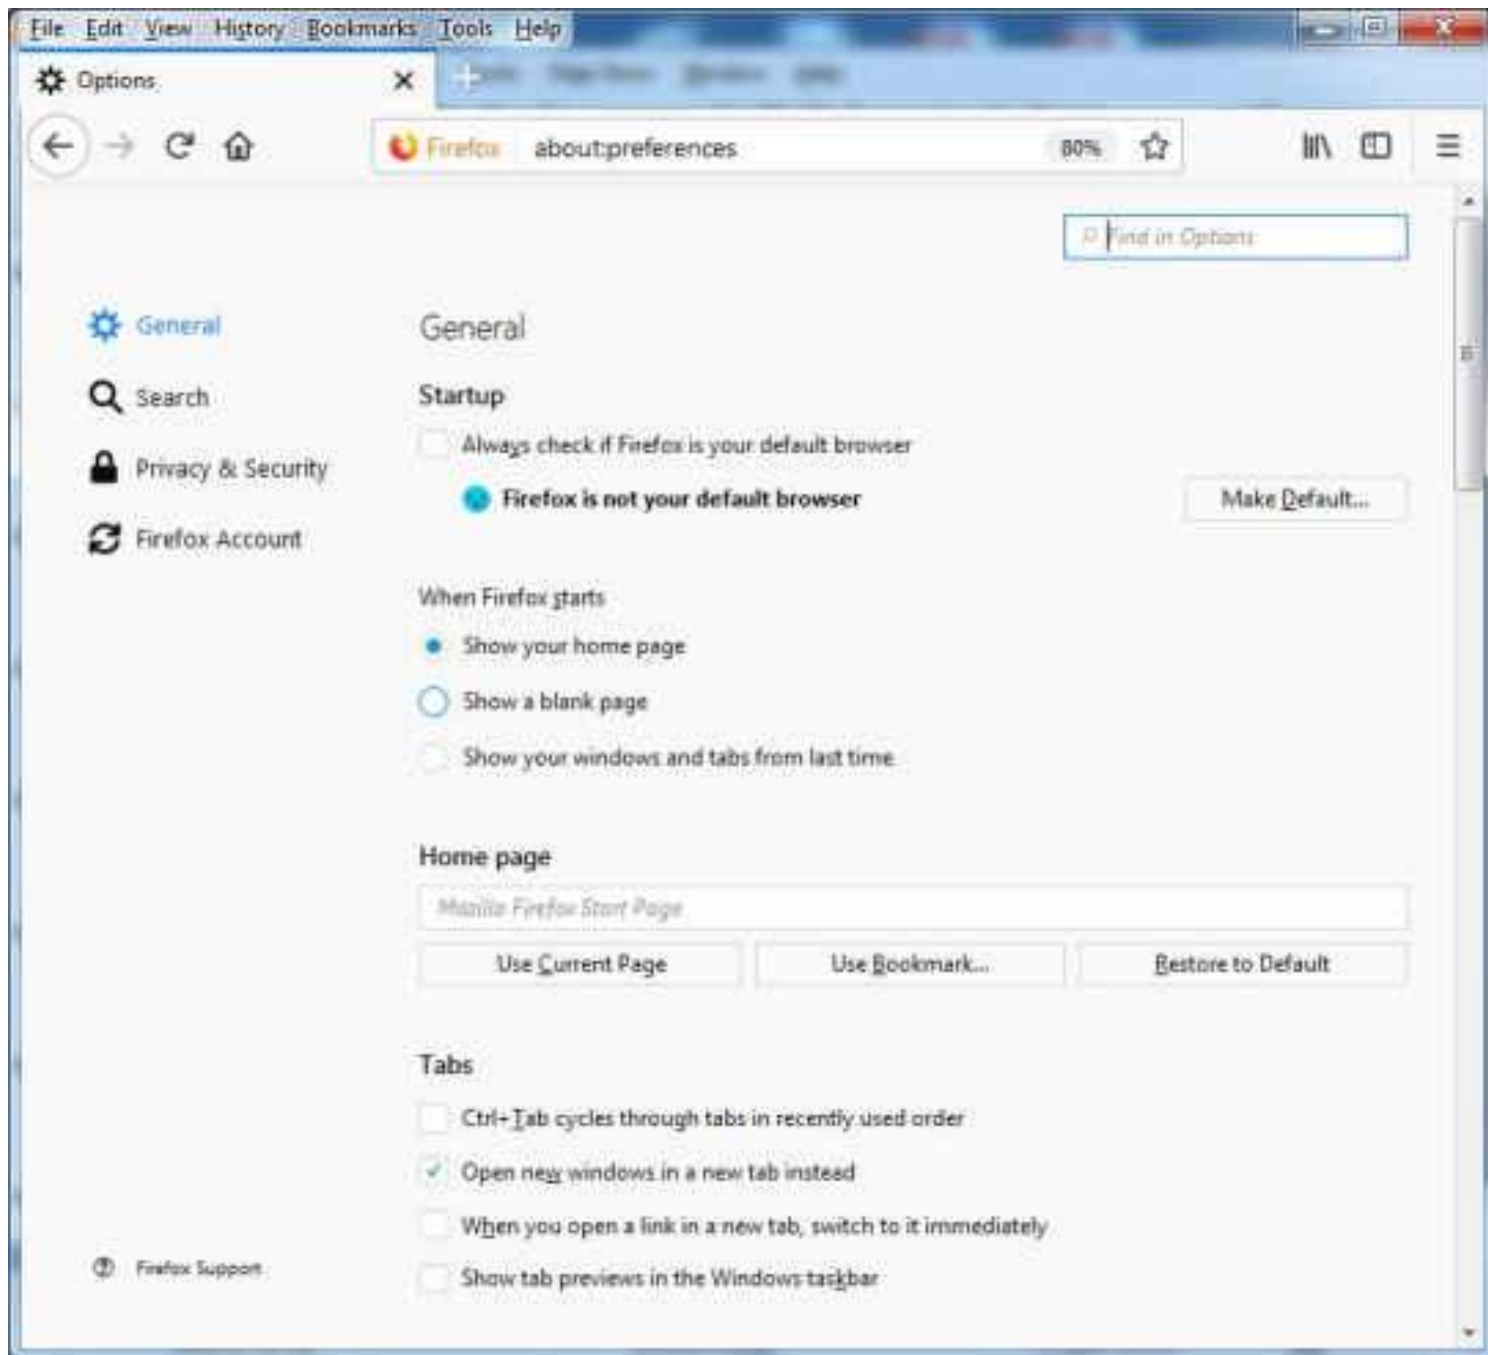 File Edit View History Bookmarks Tools Help
Options
Firefox about:preferences 80%
Find in Options
General
Search
Privacy & Security
Firefox Account
General
Startup
Always check if Firefox is your default browser
Firefox is not your default browser
Make Default...
When Firefox starts
Show your home page
Show a blank page
Show your windows and tabs from last time
Home page
Mozilla Firefox Start Page
Use Current Page
Use Bookmark...
Restore to Default
Tabs
Ctrl+Tab cycles through tabs in recently used order
Open new windows in a new tab instead
When you open a link in a new tab, switch to it immediately
Show tab previews in the Windows taskbar
Firefox Support